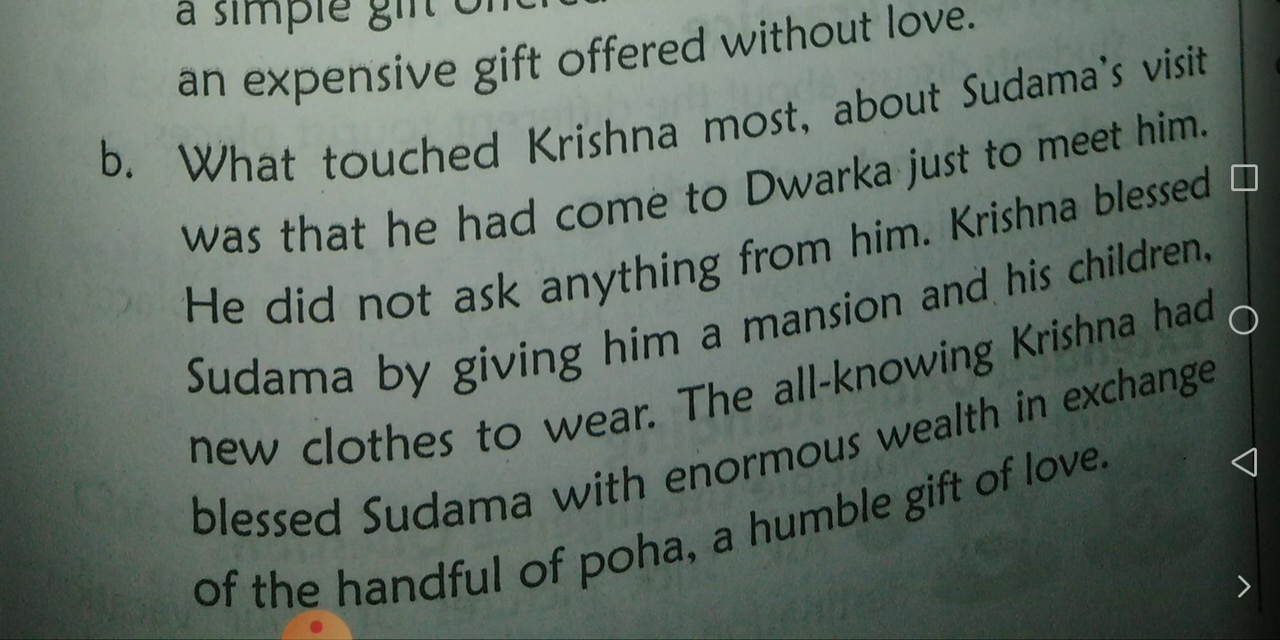 a simple gift offered
an expensive gift offered without love.
b. What touched Krishna most, about Sudama's visit
was that he had come to Dwarka just to meet him.
He did not ask anything from him. Krishna blessed
Sudama by giving him a mansion and his children,
new clothes to wear. The all-knowing Krishna had
blessed Sudama with enormous wealth in exchange
of the handful of poha, a humble gift of love.